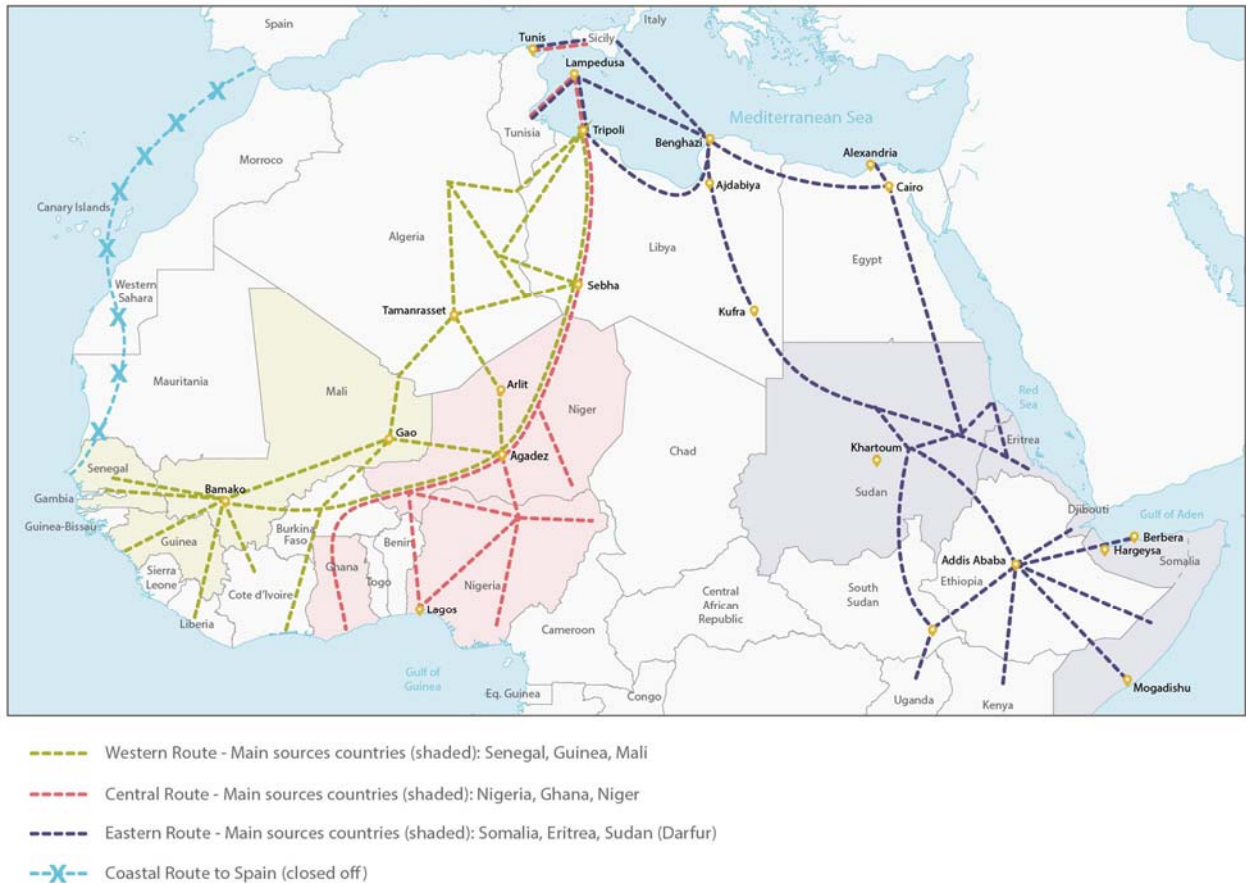 Spain
Italy
Tunis
Sicily
Lampedusa
Mediterranean Sea
Tunisia
Tripoli
Benghazi
Alexandria
Morroco
Ajdabiya
Cairo
Canary Islands
Algeria
Libya
Egypt
Western
Sahara
Sebha
Tamanrasset
Kufra
Mauritania
Mali
Arlit
Niger
Red
Sea
Gao
Chad
Khartoum
Eritrea
Senegal
Agadez
Sudan
Bamako
Gambia
Djibouti
Gulf of Aden
Guinea-Bissau
Burkina
Faso
Benin
Berbera
Guinea
Hargeysa
Somalia
Sierra
Leone
Ghana
Togo
Nigeria
Addis Ababa
Ethiopia
Cote d'Ivoire
South
Sudan
Central
African
Republic
Lagos
Liberia
Cameroon
Gulf of
Guinea
Eq. Guinea
Congo
Uganda
Kenya
Mogadishu
Western Route - Main sources countries (shaded): Senegal, Guinea, Mali
Central Route - Main sources countries (shaded): Nigeria, Ghana, Niger
Eastern Route - Main sources countries (shaded): Somalia, Eritrea, Sudan (Darfur)
Coastal Route to Spain (closed off)